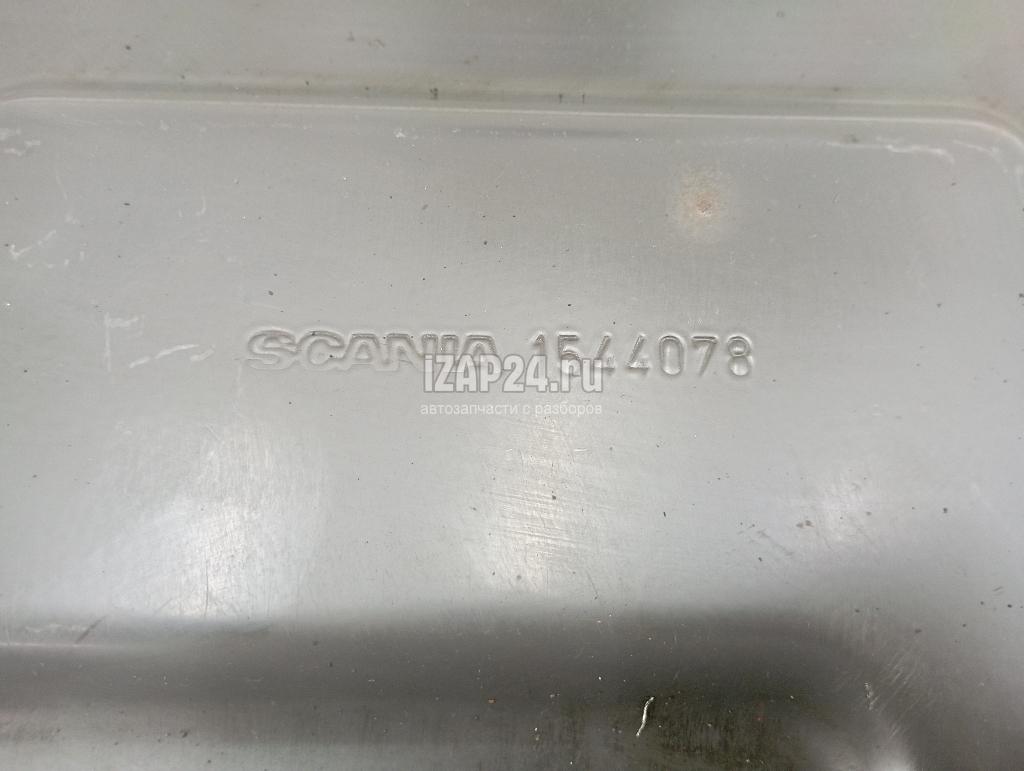 SCANIA 1544078
iZAP24.ru
автозапчасти с разборов